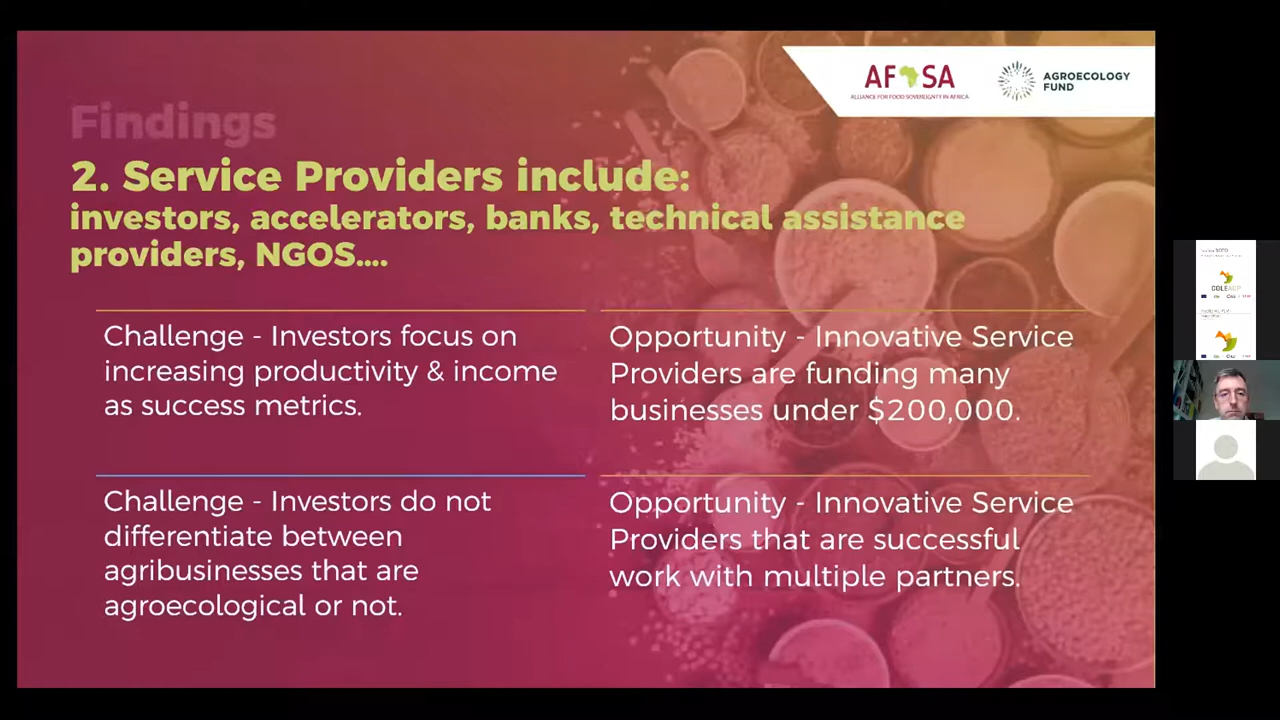 AFSA
ALLIANCE FOR FOOD SOVEREIGNTY IN AFRICA
AGROECOLOGY
FUND
Findings
2. Service Providers include:
investors, accelerators, banks, technical assistance
providers, NGOS....
Challenge - Investors focus on
increasing productivity & income
as success metrics.
Opportunity - Innovative Service
Providers are funding many
businesses under $200,000.
Challenge - Investors do not
differentiate between
agribusinesses that are
agroecological or not.
Opportunity - Innovative Service
Providers that are successful
work with multiple partners.
COLEACP